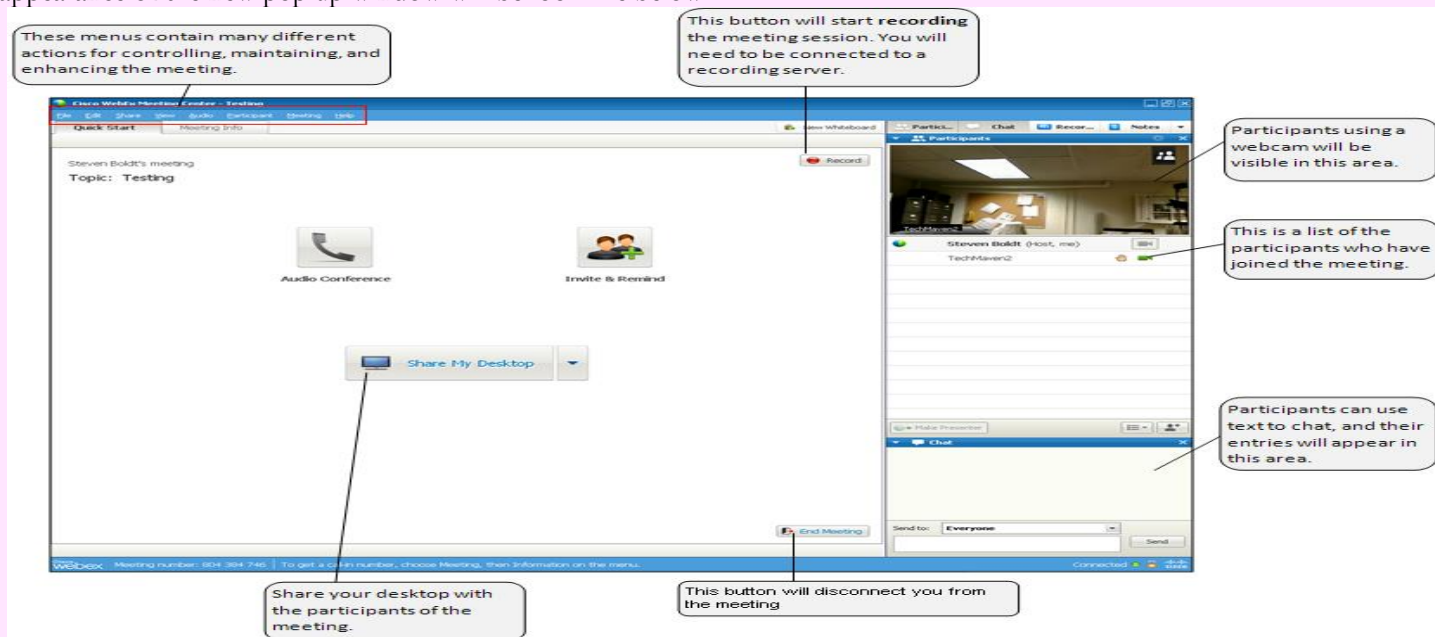 These menus contain many different
actions for controlling, maintaining, and
enhancing the meeting.
This button will start recording
the meeting session. You will
need to be connected to a
recording server.
Cisco WebEx Meeting Center - Testing
File Edit Share View Audio Participant Meeting Help
Quick Start Meeting Info New Whiteboard Partici... Chat Recor... Notes
Participants
Participants using a
webcam will be
visible in this area.
Steven Boldt's meeting
Record
Topic: Testing
TechMaven2
Steven Boldt (Host, me)
TechMaven2
This is a list of the
participants who have
joined the meeting.
Audio Conference Invite & Remind
Share My Desktop
Make Presenter
Chat
Participants can use
text to chat, and their
entries will appear in
this area.
End Meeting
Send to: Everyone
Send
webex Meeting number: 804 384 746 | To get a call-in number, choose Meeting, then Information on the menu. Connected
Share your desktop with
the participants of the
meeting.
This button will disconnect you from
the meeting